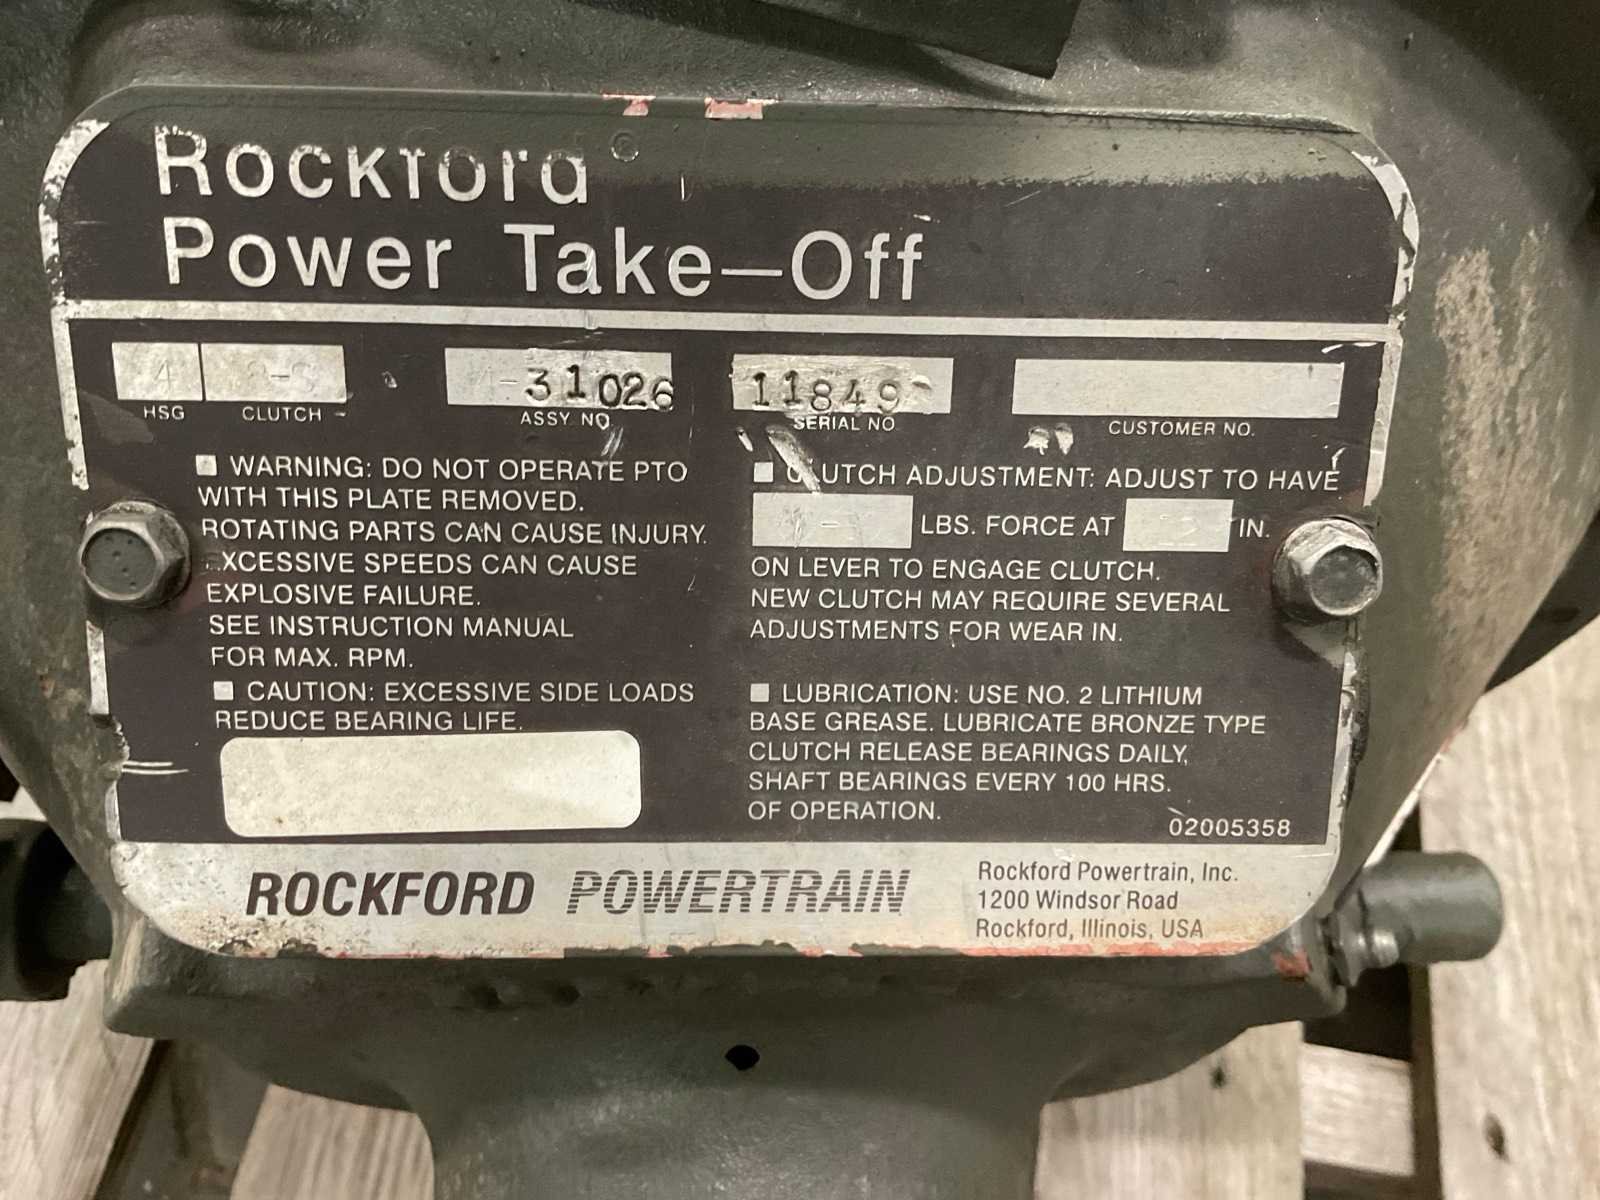 Rockford
Power Take-Off
4
31026
11849
HSG
CLUTCH
ASSY NO.
SERIAL NO.
CUSTOMER NO.
WARNING: DO NOT OPERATE PTO
WITH THIS PLATE REMOVED.
ROTATING PARTS CAN CAUSE INJURY.
EXCESSIVE SPEEDS CAN CAUSE
EXPLOSIVE FAILURE.
SEE INSTRUCTION MANUAL
FOR MAX. RPM.
CAUTION: EXCESSIVE SIDE LOADS
REDUCE BEARING LIFE.
CLUTCH ADJUSTMENT: ADJUST TO HAVE
LBS. FORCE AT IN.
ON LEVER TO ENGAGE CLUTCH.
NEW CLUTCH MAY REQUIRE SEVERAL
ADJUSTMENTS FOR WEAR IN.
LUBRICATION: USE NO. 2 LITHIUM
BASE GREASE. LUBRICATE BRONZE TYPE
CLUTCH RELEASE BEARINGS DAILY,
SHAFT BEARINGS EVERY 100 HRS.
OF OPERATION.
02005358
ROCKFORD POWERTRAIN
Rockford Powertrain, Inc.
1200 Windsor Road
Rockford, Illinois, USA